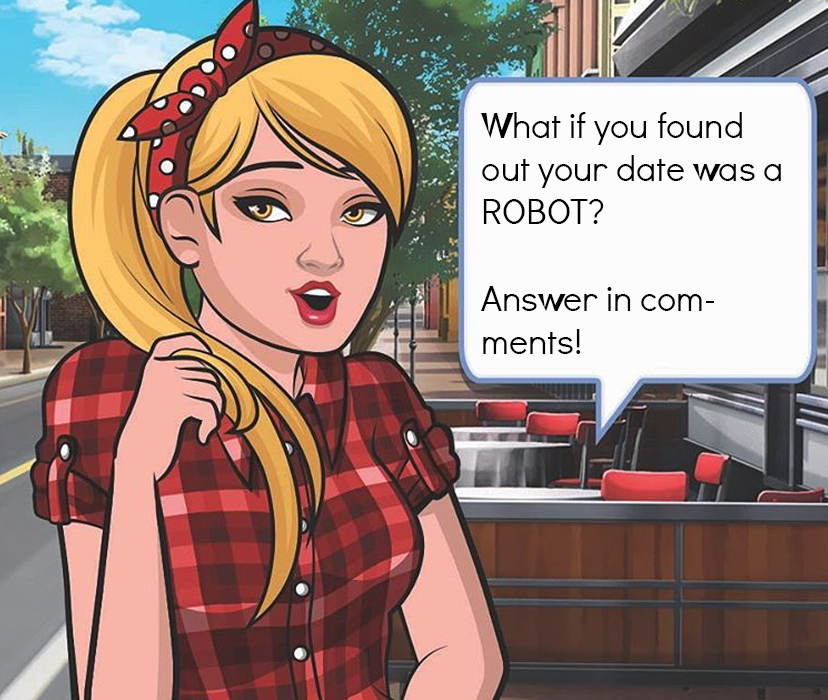 What if you found
out your date was a
ROBOT?
Answer in com-
ments!